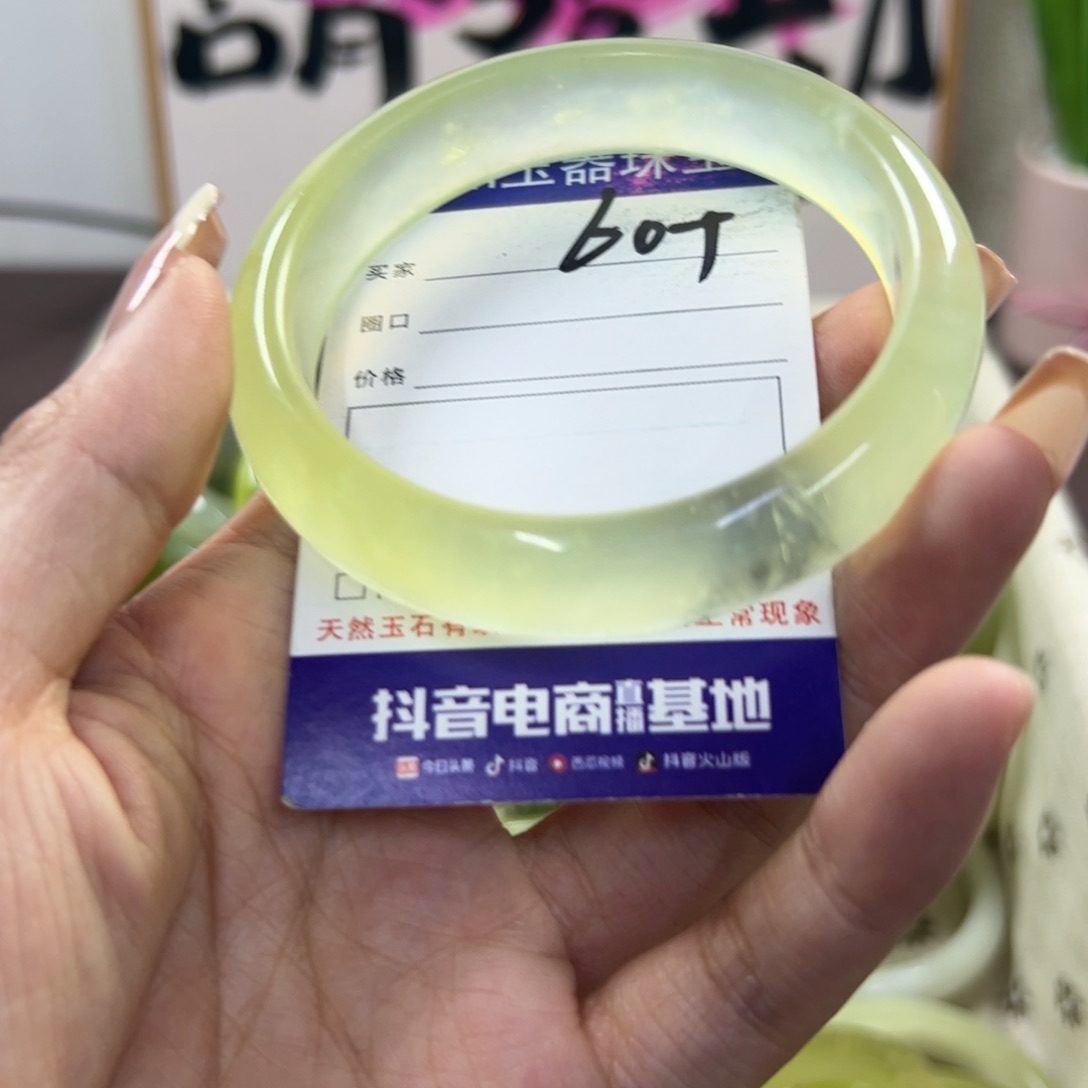 玉器珠宝
60+
买家
圈口
价格
天然玉石有
正常现象
抖音电商直播基地
今日头条 抖音 西瓜视频 抖音火山版